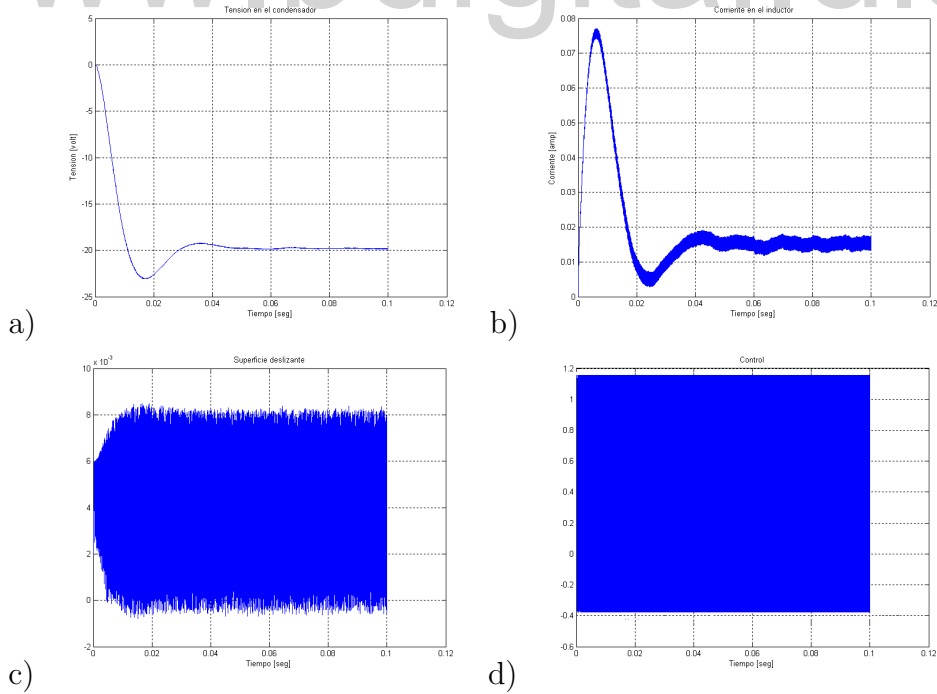 Tension en el condensador
5
0
-5
-10
-15
-20
-25
Tension [volt]
0 0.02 0.04 0.06 0.08 0.1 0.12
Tiempo [seg]
a)
Corriente en el inductor
0.08
0.07
0.06
0.05
0.04
0.03
0.02
0.01
0
Corriente [amp]
0 0.02 0.04 0.06 0.08 0.1 0.12
Tiempo [seg]
b)
Superficie deslizante
x 10^-3
10
8
6
4
2
0
-2
0 0.02 0.04 0.06 0.08 0.1 0.12
Tiempo [seg]
c)
Control
1.2
1
0.8
0.6
0.4
0.2
0
-0.2
-0.4
-0.6
0 0.02 0.04 0.06 0.08 0.1 0.12
Tiempo [seg]
d)